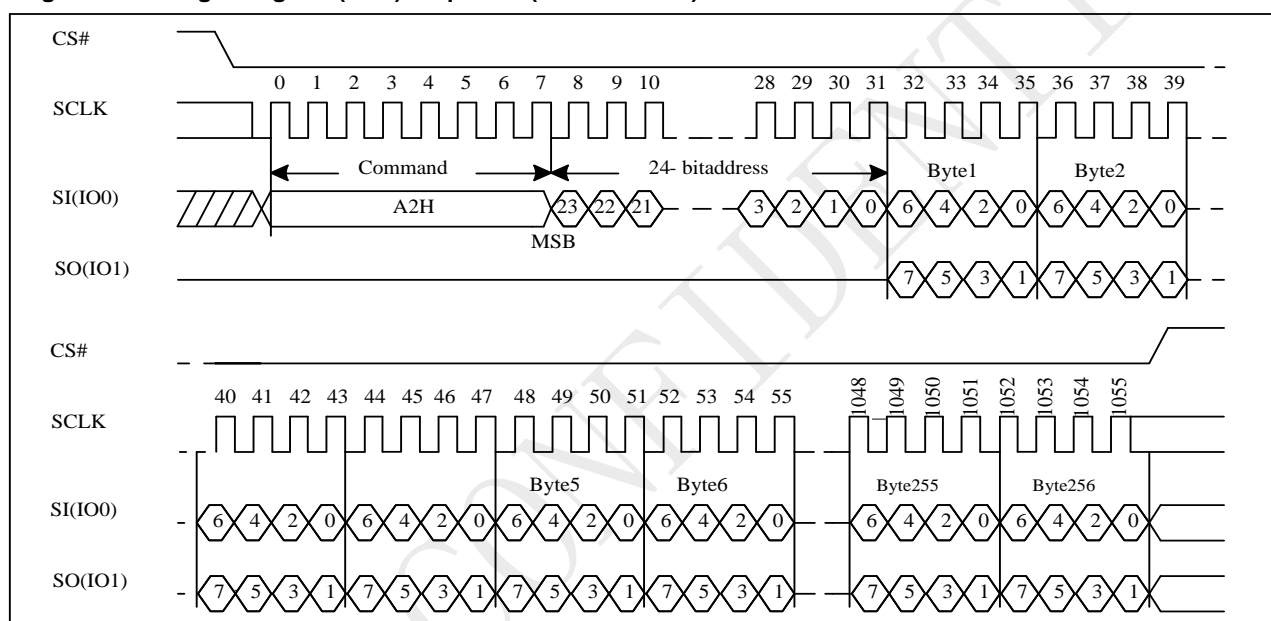 CS#
0 1 2 3 4 5 6 7 8 9 10 28 29 30 31 32 33 34 35 36 37 38 39
SCLK
Command 24- bitaddress Byte1 Byte2
SI(IO0) A2H 23 22 21 3 2 1 0 6 4 2 0 6 4 2 0
MSB
SO(IO1) 7 5 3 1 7 5 3 1
CS#
40 41 42 43 44 45 46 47 48 49 50 51 52 53 54 55 1048 1049 1050 1051 1052 1053 1054 1055
SCLK
Byte5 Byte6 Byte255 Byte256
SI(IO0) 6 4 2 0 6 4 2 0 6 4 2 0 6 4 2 0 6 4 2 0 6 4 2 0
SO(IO1) 7 5 3 1 7 5 3 1 7 5 3 1 7 5 3 1 7 5 3 1 7 5 3 1
CONFIDENT